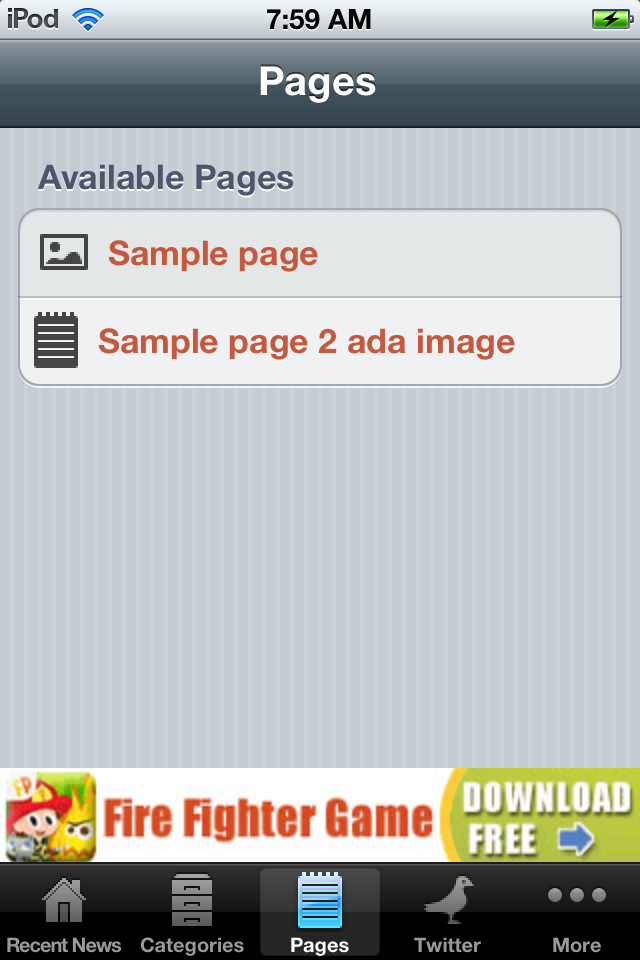 iPod 7:59 AM
Pages
Available Pages
Sample page
Sample page 2 ada image
FP
Fire Fighter Game
DOWNLOAD
FREE
Recent News Categories Pages Twitter More